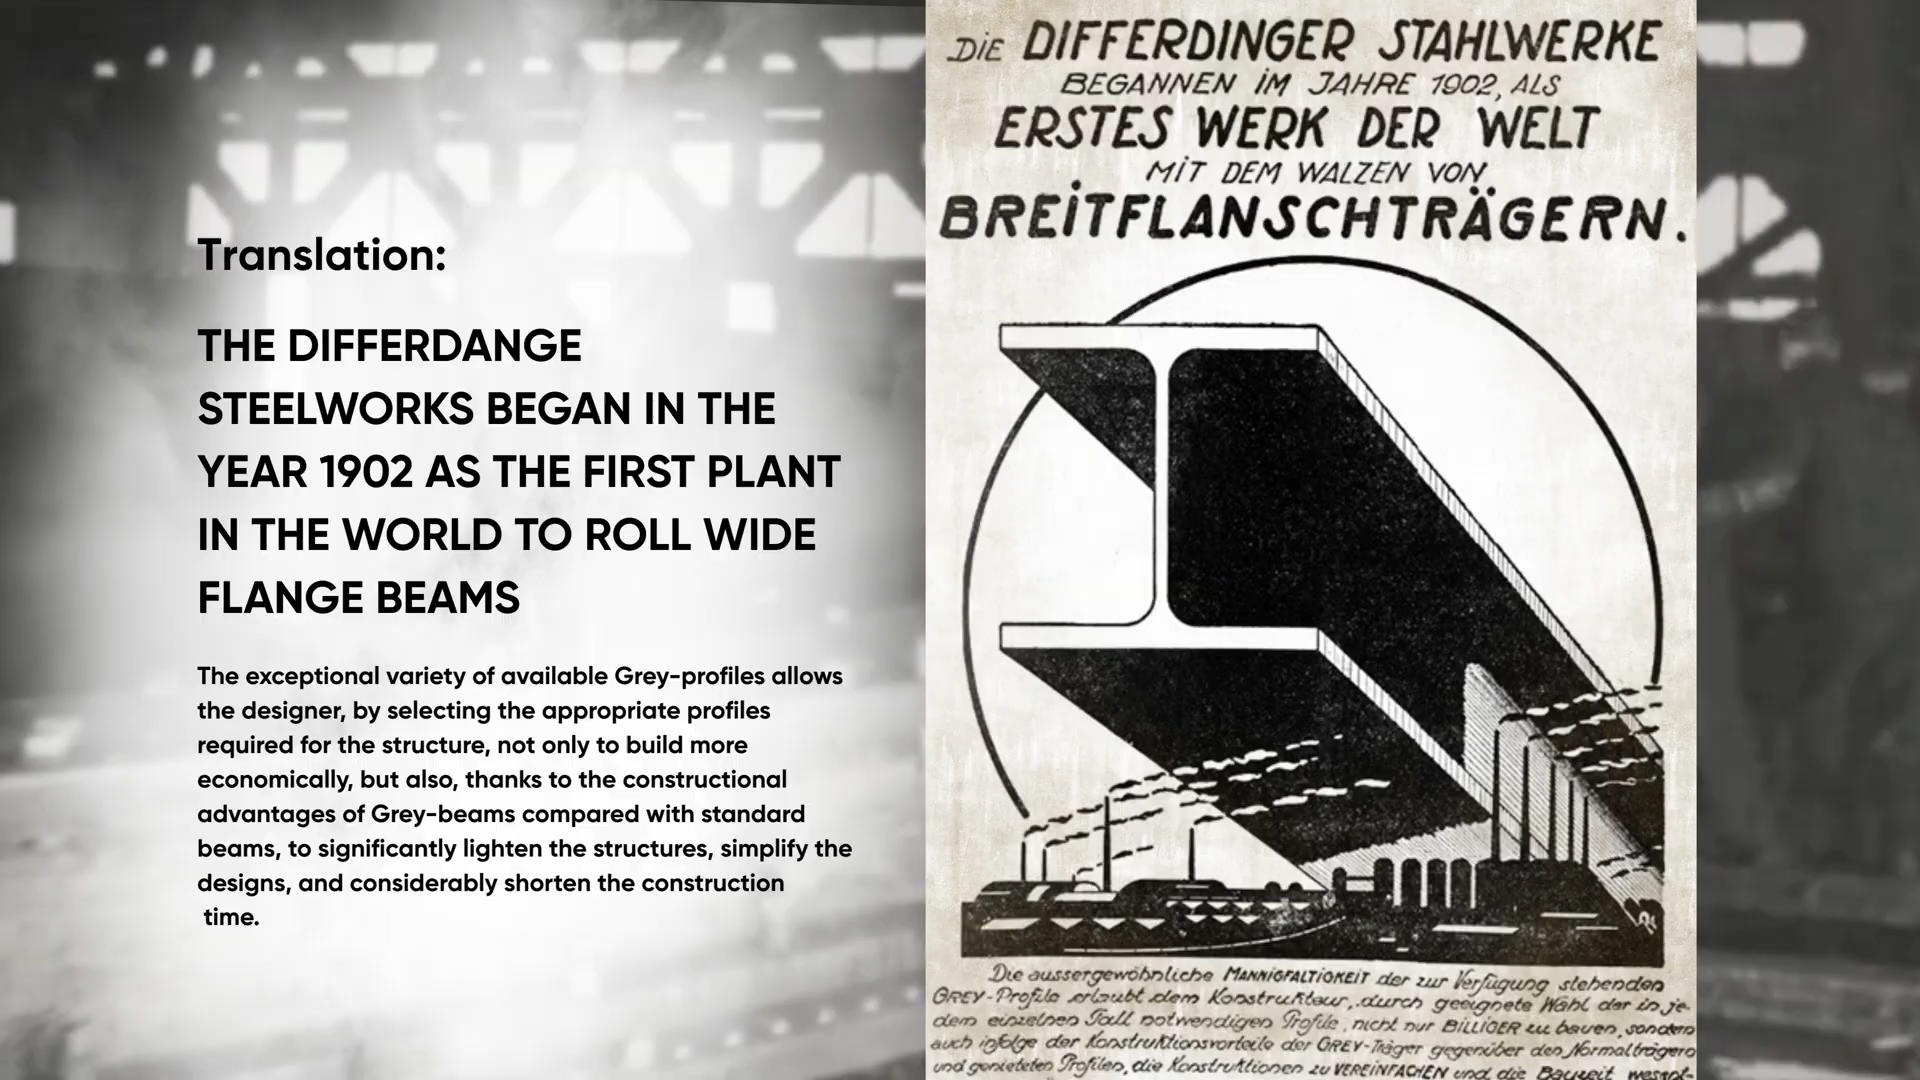 Translation:
THE DIFFERDANGE
STEELWORKS BEGAN IN THE
YEAR 1902 AS THE FIRST PLANT
IN THE WORLD TO ROLL WIDE
FLANGE BEAMS
The exceptional variety of available Grey-profiles allows
the designer, by selecting the appropriate profiles
required for the structure, not only to build more
economically, but also, thanks to the constructional
advantages of Grey-beams compared with standard
beams, to significantly lighten the structures, simplify the
designs, and considerably shorten the construction
time.
DiE DIFFERDINGER STAHLWERKE
BEGANNEN iM JAHRE 1902, ALS
ERSTES WERK DER WELT
MiT DEM WALZEN VON
BREiTFLANSCHTRÄGERN.
Die aussergewöhnliche MANNIGFALTIGKEIT der zur Verfügung stehenden
GREY-Profile erlaubt dem Konstrukteur, durch geeignete Wahl der in je-
dem einzelnen Fall notwendigen Profile, nicht nur BILLIGER zu bauen, sondern
auch infolge der Konstruktionsvorteile der GREY-Träger gegenüber den Normalträgern
und genieteten Profilen, die Konstruktionen zu VEREINFACHEN und die Bauzeit wesent-